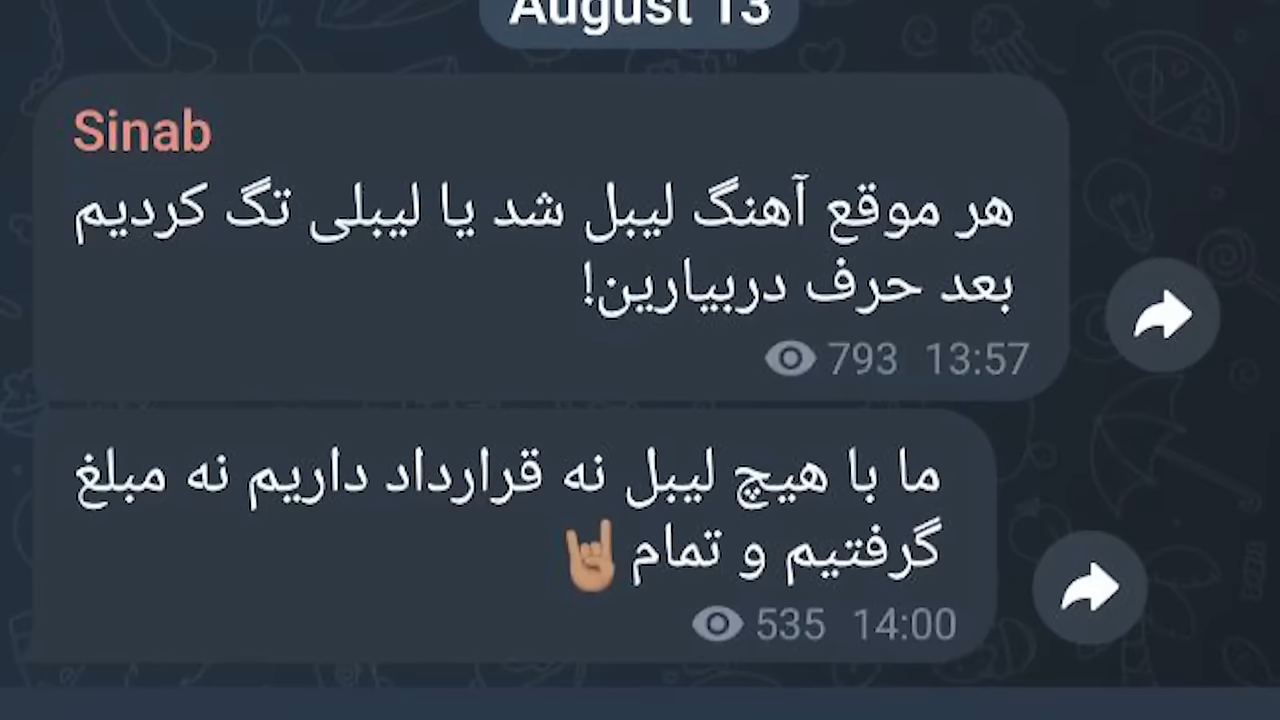 August 13
Sinab
هر موقع آهنگ لیبل شد یا لیبلی تگ کردیم
بعد حرف دربیارین!
793 13:57
ما با هیچ لیبل نه قرارداد داریم نه مبلغ
گرفتیم و تمام🤘🏽
535 14:00